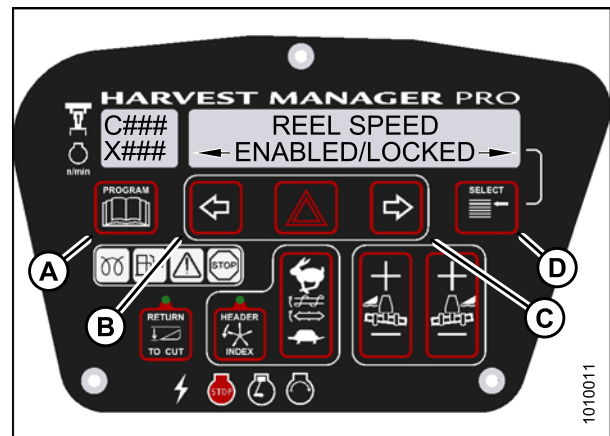 HARVEST MANAGER PRO
C###
X###
REEL SPEED
ENABLED/LOCKED
n/min
PROGRAM
SELECT
A
B
C
D
STOP
RETURN
TO CUT
HEADER
INDEX
STOP
1010011